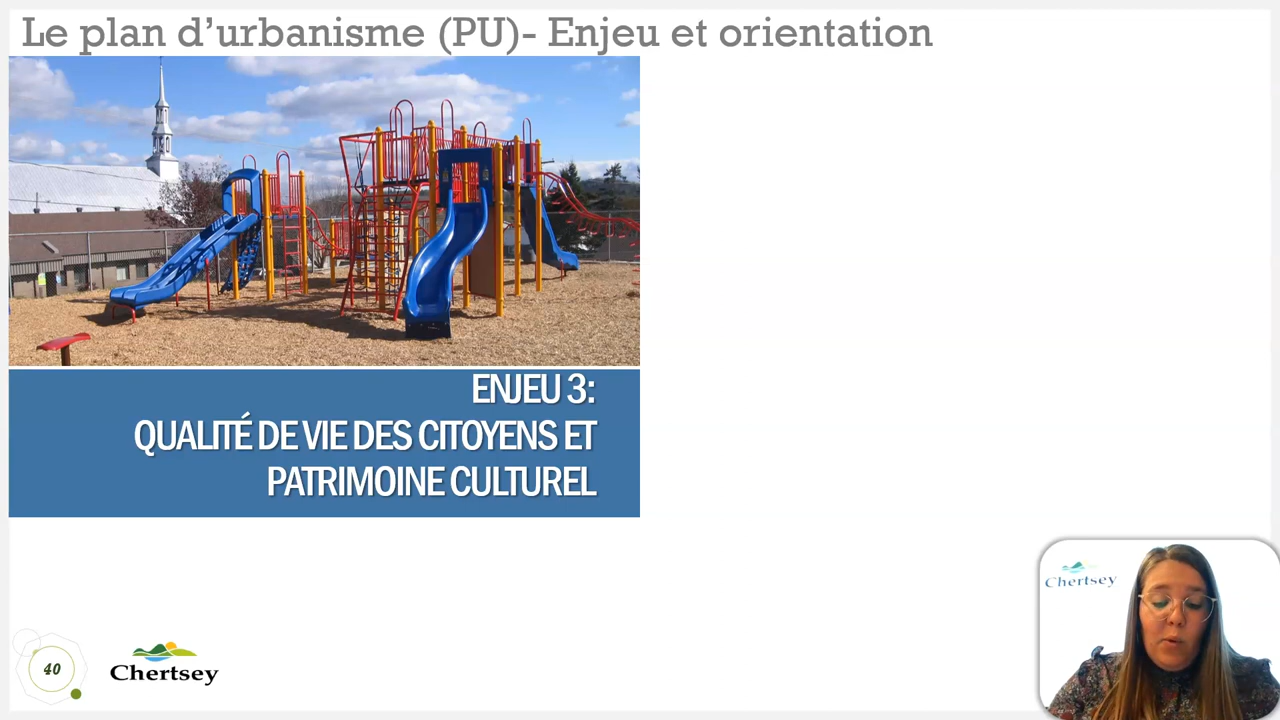 Le plan d’urbanisme (PU)- Enjeu et orientation
ENJEU 3:
QUALITÉ DE VIE DES CITOYENS ET
PATRIMOINE CULTUREL
40
Chertsey
Chertsey